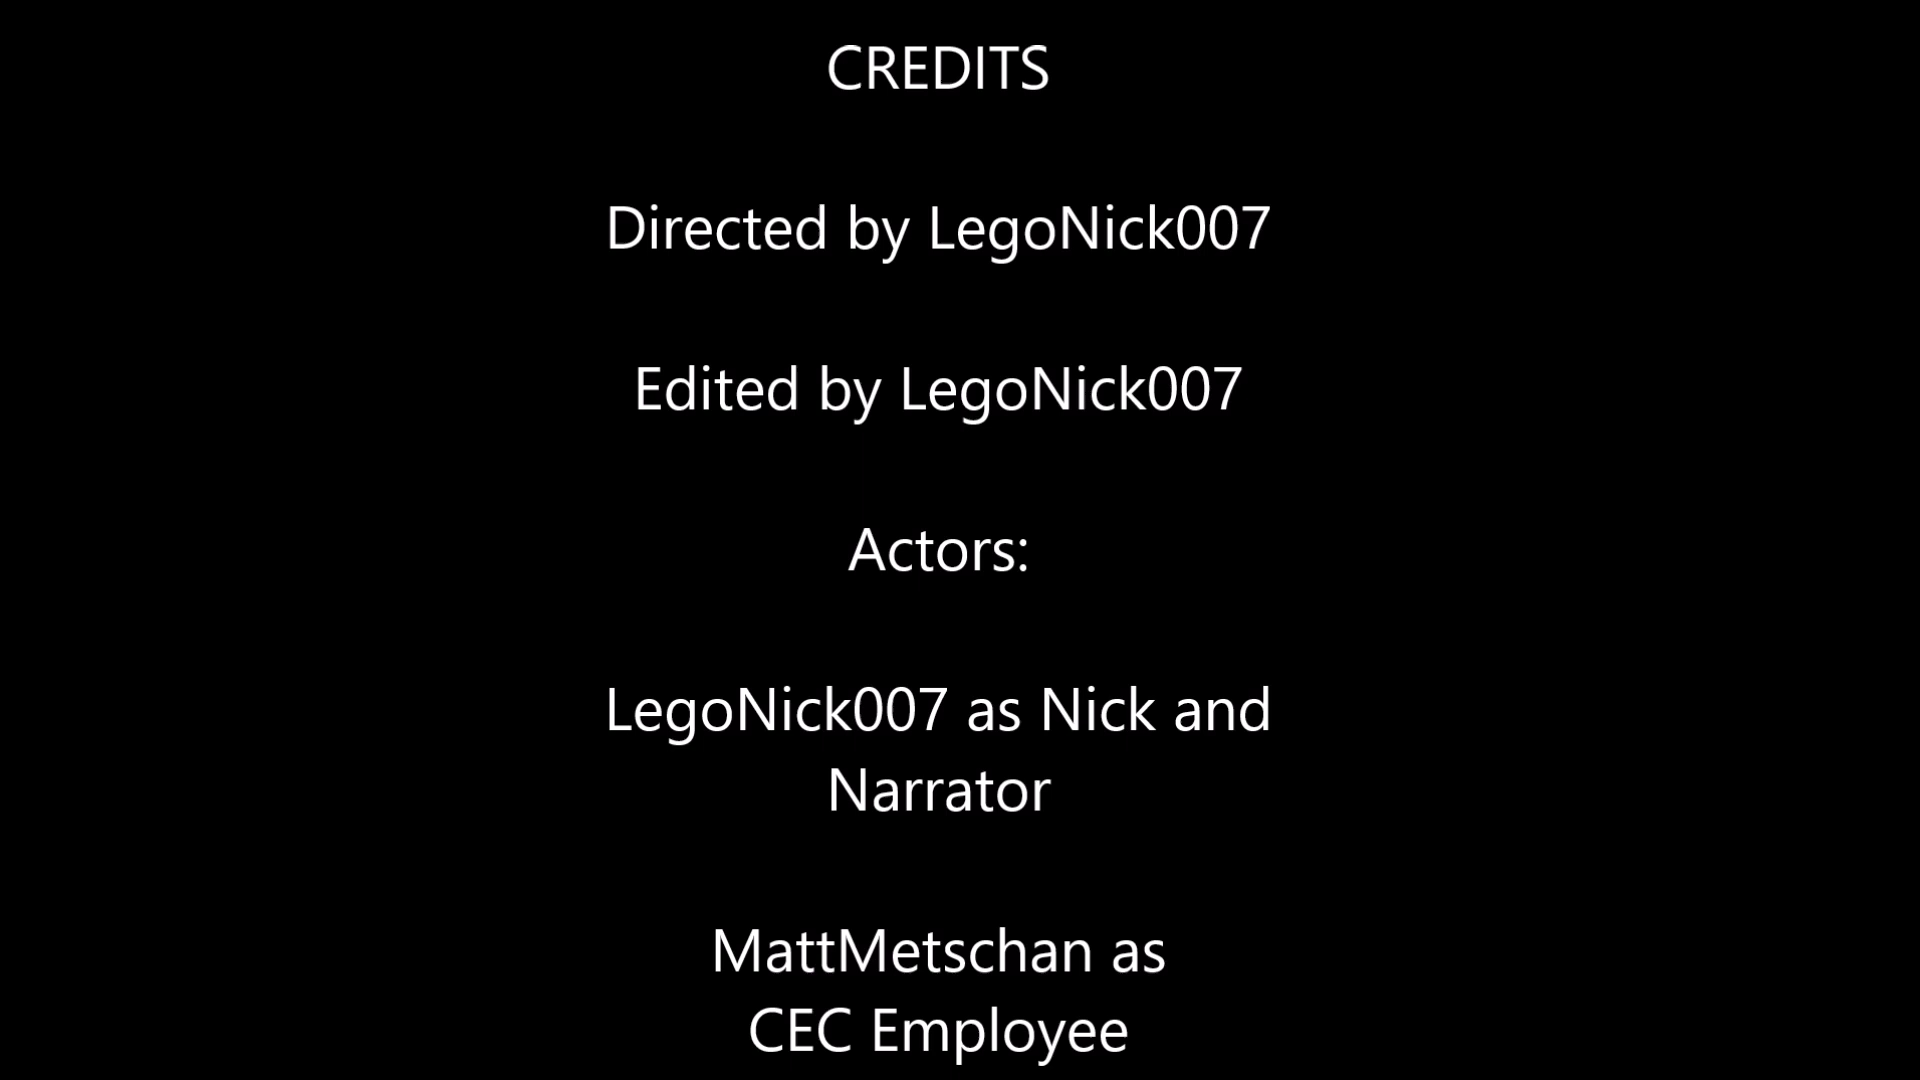 CREDITS
Directed by LegoNick007
Edited by LegoNick007
Actors:
LegoNick007 as Nick and
Narrator
MattMetschan as
CEC Employee